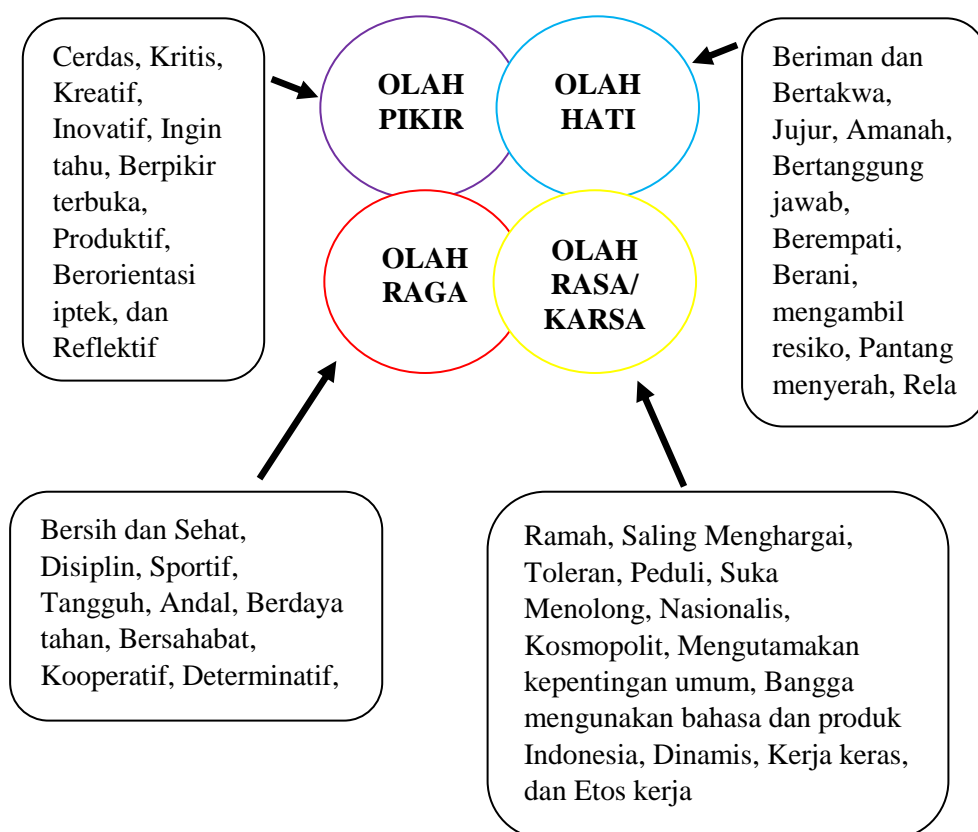 Cerdas, Kritis,
Kreatif,
Inovatif, Ingin
tahu, Berpikir
terbuka,
Produktif,
Berorientasi
iptek, dan
Reflektif
OLAH
PIKIR
OLAH
HATI
Beriman dan
Bertakwa,
Jujur, Amanah,
Bertanggung
jawab,
Berempati,
Berani,
mengambil
resiko, Pantang
menyerah, Rela
OLAH
RAGA
OLAH
RASA/
KARSA
Bersih dan Sehat,
Disiplin, Sportif,
Tangguh, Andal, Berdaya
tahan, Bersahabat,
Kooperatif, Determinatif,
Ramah, Saling Menghargai,
Toleran, Peduli, Suka
Menolong, Nasionalis,
Kosmopolit, Mengutamakan
kepentingan umum, Bangga
mengunakan bahasa dan produk
Indonesia, Dinamis, Kerja keras,
dan Etos kerja